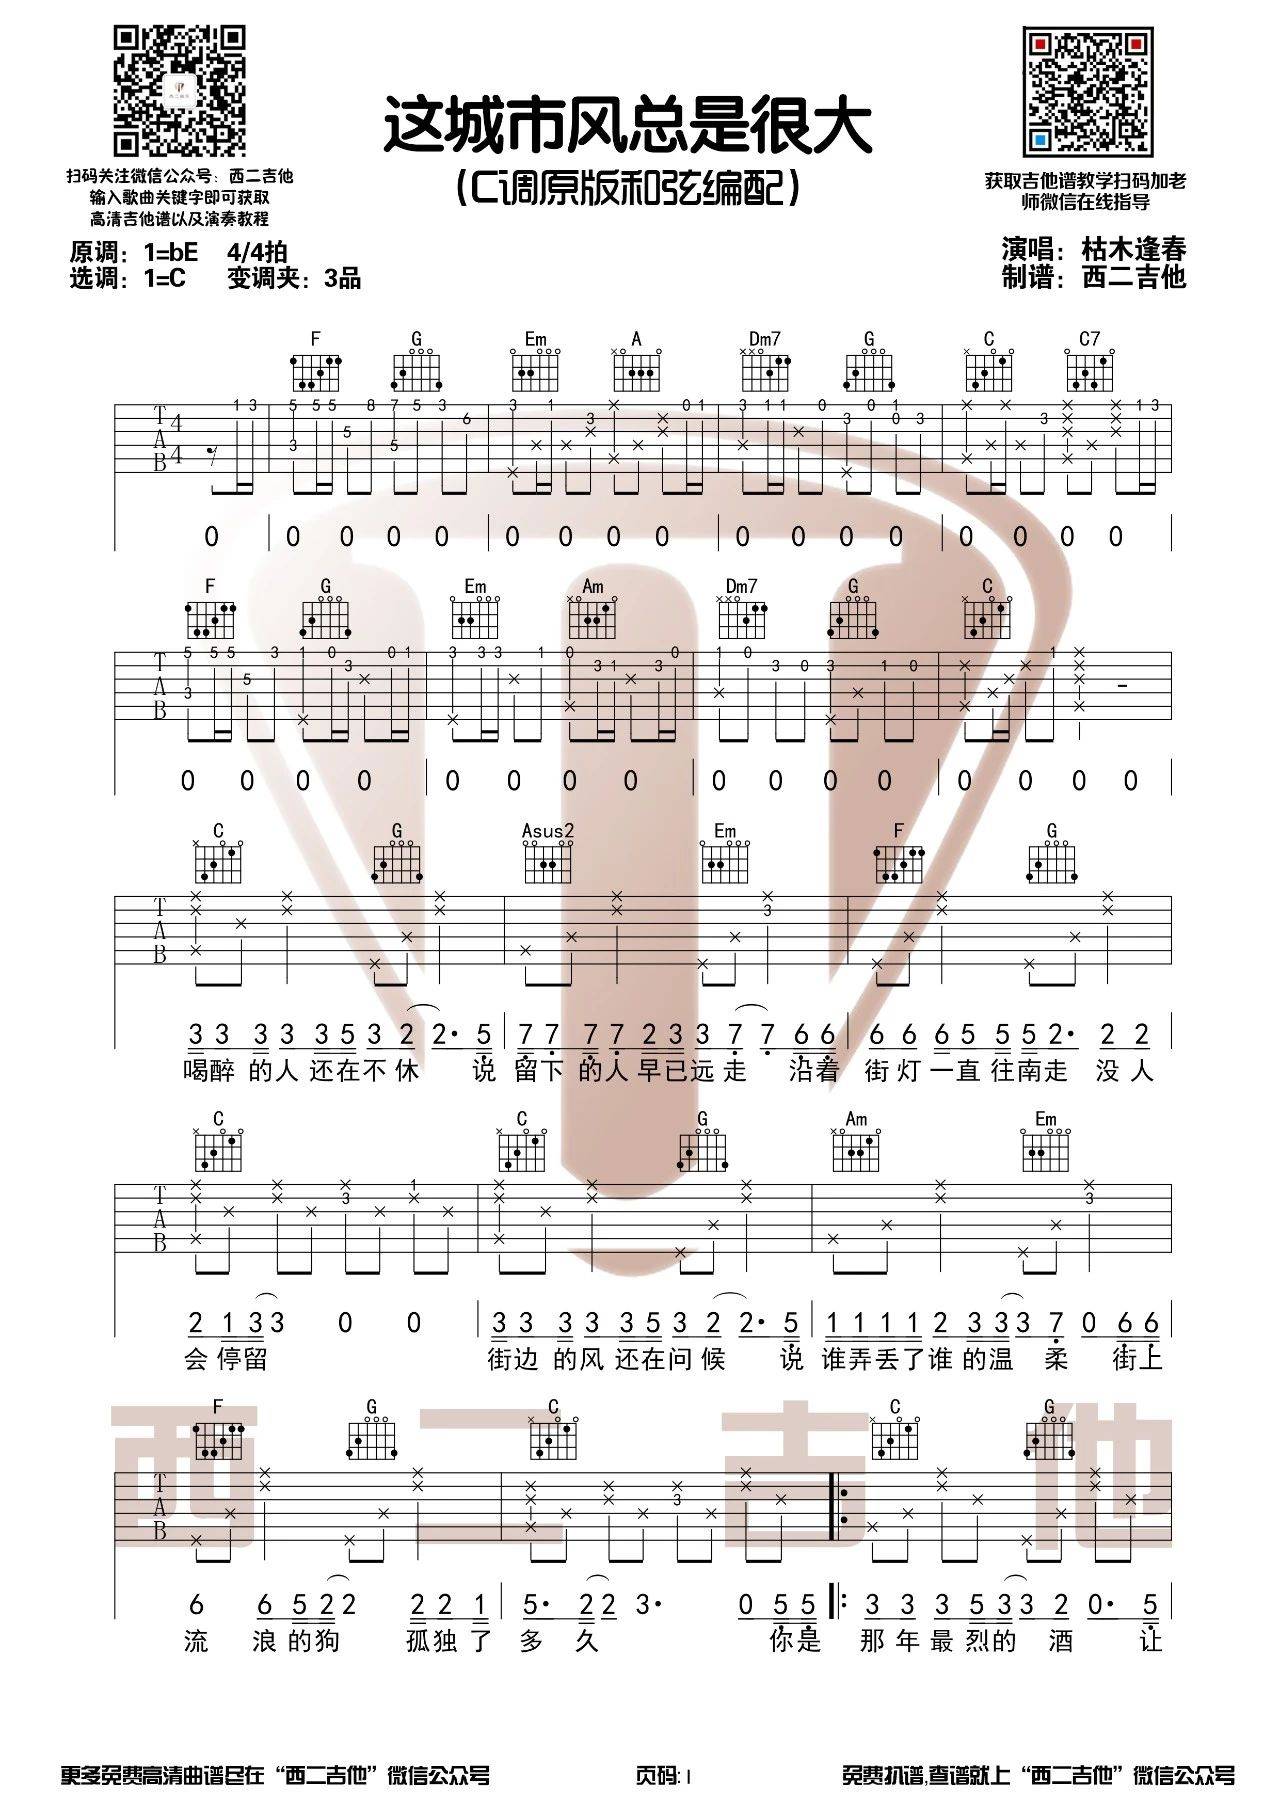 西二音乐
扫码关注微信公众号：西二吉他
输入歌曲关键字即可获取
高清吉他谱以及演奏教程
这城市风总是很大
（C调原版和弦编配）
获取吉他谱教学扫码加老
师微信在线指导
原调：1=bE 4/4拍
选调：1=C 变调夹：3品
演唱：枯木逢春
制谱：西二吉他
F G Em A Dm7 G C C7
0 0 0 0 0 0 0 0 0 0 0 0 0 0 0 0 0
F G Em Am Dm7 G C
0 0 0 0 0 0 0 0 0 0 0 0 0 0 0 0
C G Asus2 Em F G
3 3 3 3 3 5 3 2 2· 5 7 7 7 7 2 3 3 7 7 6 6 6 6 6 5 5 5 2· 2 2
喝醉的人还在不休 说 留下的人早已远走 沿着 街灯一直往南走 没人
C C G Am Em
2 1 3 3 0 0 3 3 3 3 3 5 3 2 2· 5 1 1 1 1 2 3 3 3 7 0 6 6
会停留 街边的风还在问候 说 谁弄丢了谁的温柔 街上
F G C C G
6 6 5 2 2 2 2 1 5· 2 2 3· 0 5 5 3 3 3 5 3 3 2 0· 5
流浪的狗 孤独了 多久 你是 那年最烈的酒 让
西二吉他
更多免费高清曲谱尽在“西二吉他”微信公众号 页码:1 免费扒谱,查谱就上“西二吉他”微信公众号